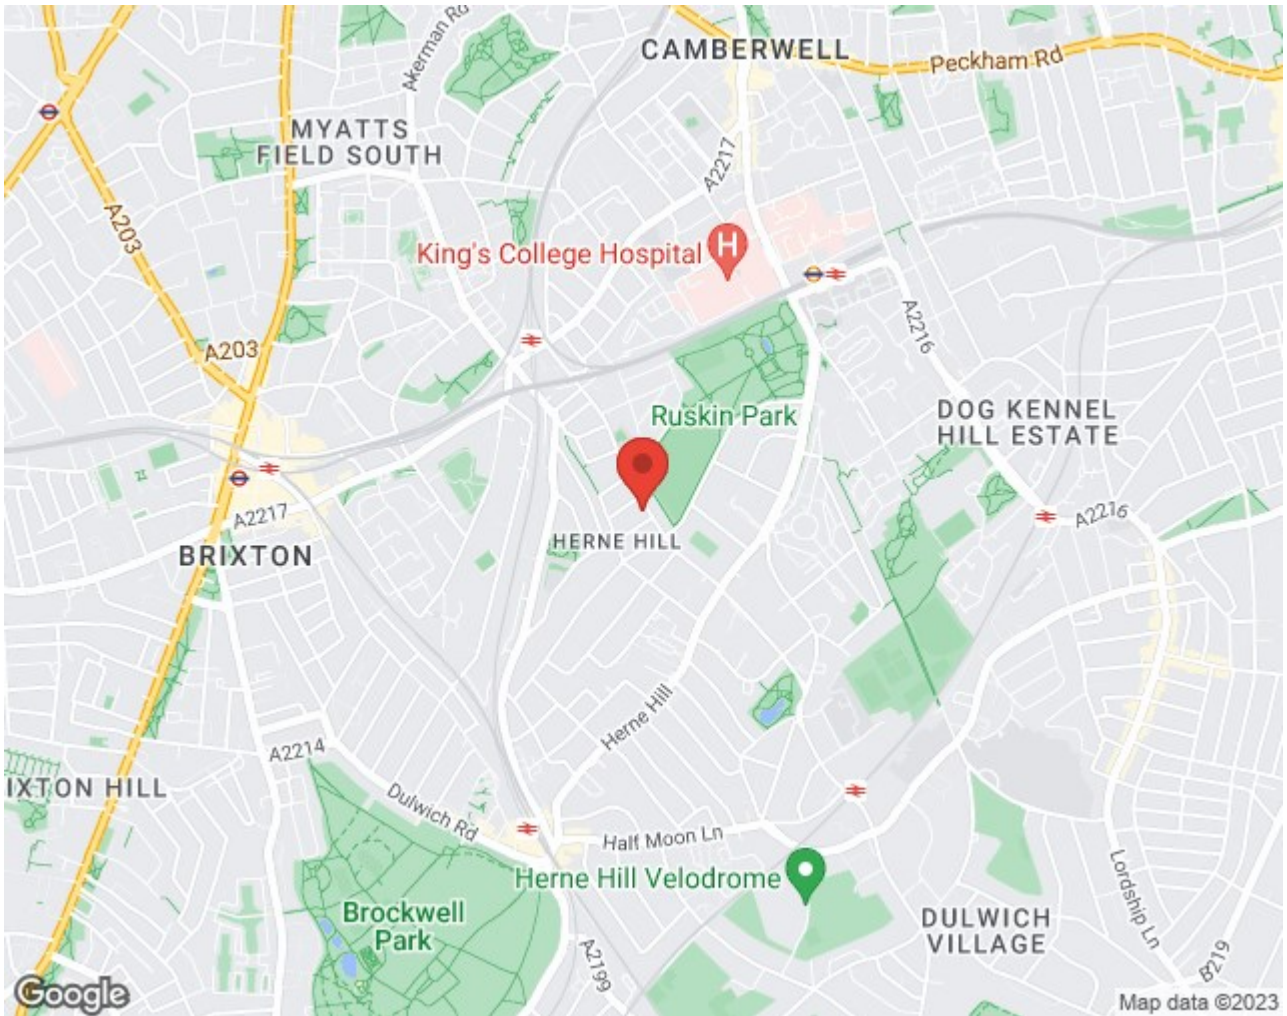 Akerman Rd
CAMBERWELL
Peckham Rd
MYATTS
FIELD SOUTH
A2217
A203
King's College Hospital
H
A203
A2216
Ruskin Park
DOG KENNEL
HILL ESTATE
A2217
A2216
HERNE HILL
BRIXTON
Herne Hill
A2214
IXTON HILL
Dulwich Rd
Half Moon Ln
Herne Hill Velodrome
Lordship Ln
Brockwell
Park
DULWICH
VILLAGE
A2199
B219
Google
Map data ©2023